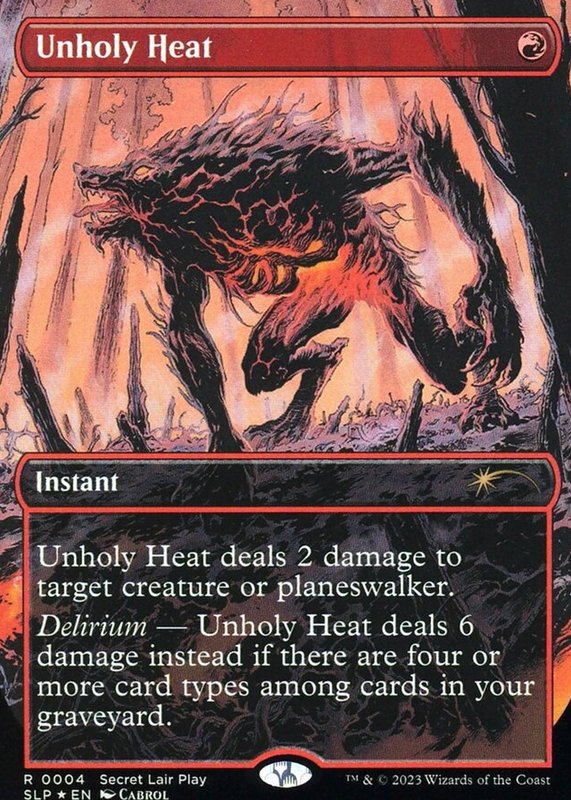 Unholy Heat
Instant
Unholy Heat deals 2 damage to
target creature or planeswalker.
Delirium — Unholy Heat deals 6
damage instead if there are four or
more card types among cards in your
graveyard.
R 0004 Secret Lair Play
SLP ★ EN CABROL
™ & © 2023 Wizards of the Coast